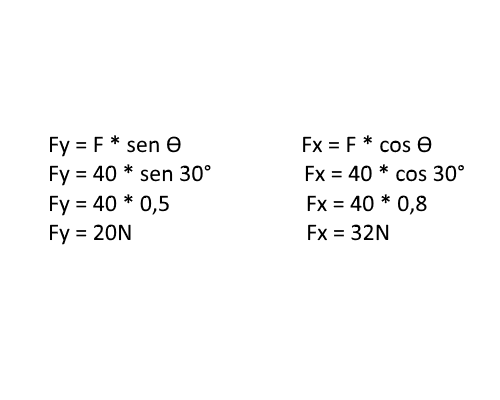 Fy = F * sen Ɵ
Fy = 40 * sen 30°
Fy = 40 * 0,5
Fy = 20N
Fx = F * cos Ɵ
Fx = 40 * cos 30°
Fx = 40 * 0,8
Fx = 32N